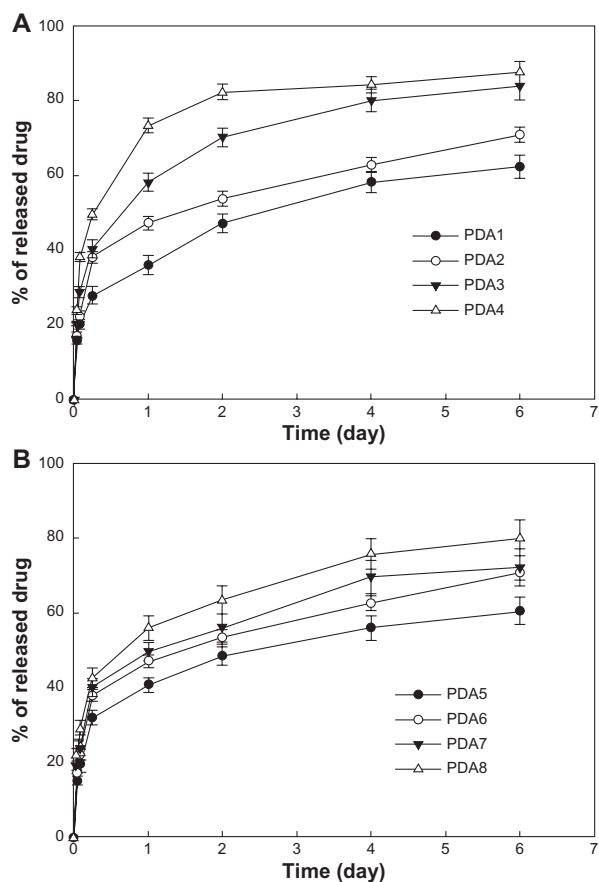 A
100
80
60
40
20
0
% of released drug
PDA1
PDA2
PDA3
PDA4
0 1 2 3 4 5 6 7
Time (day)
B
100
80
60
40
20
0
% of released drug
PDA5
PDA6
PDA7
PDA8
0 1 2 3 4 5 6 7
Time (day)